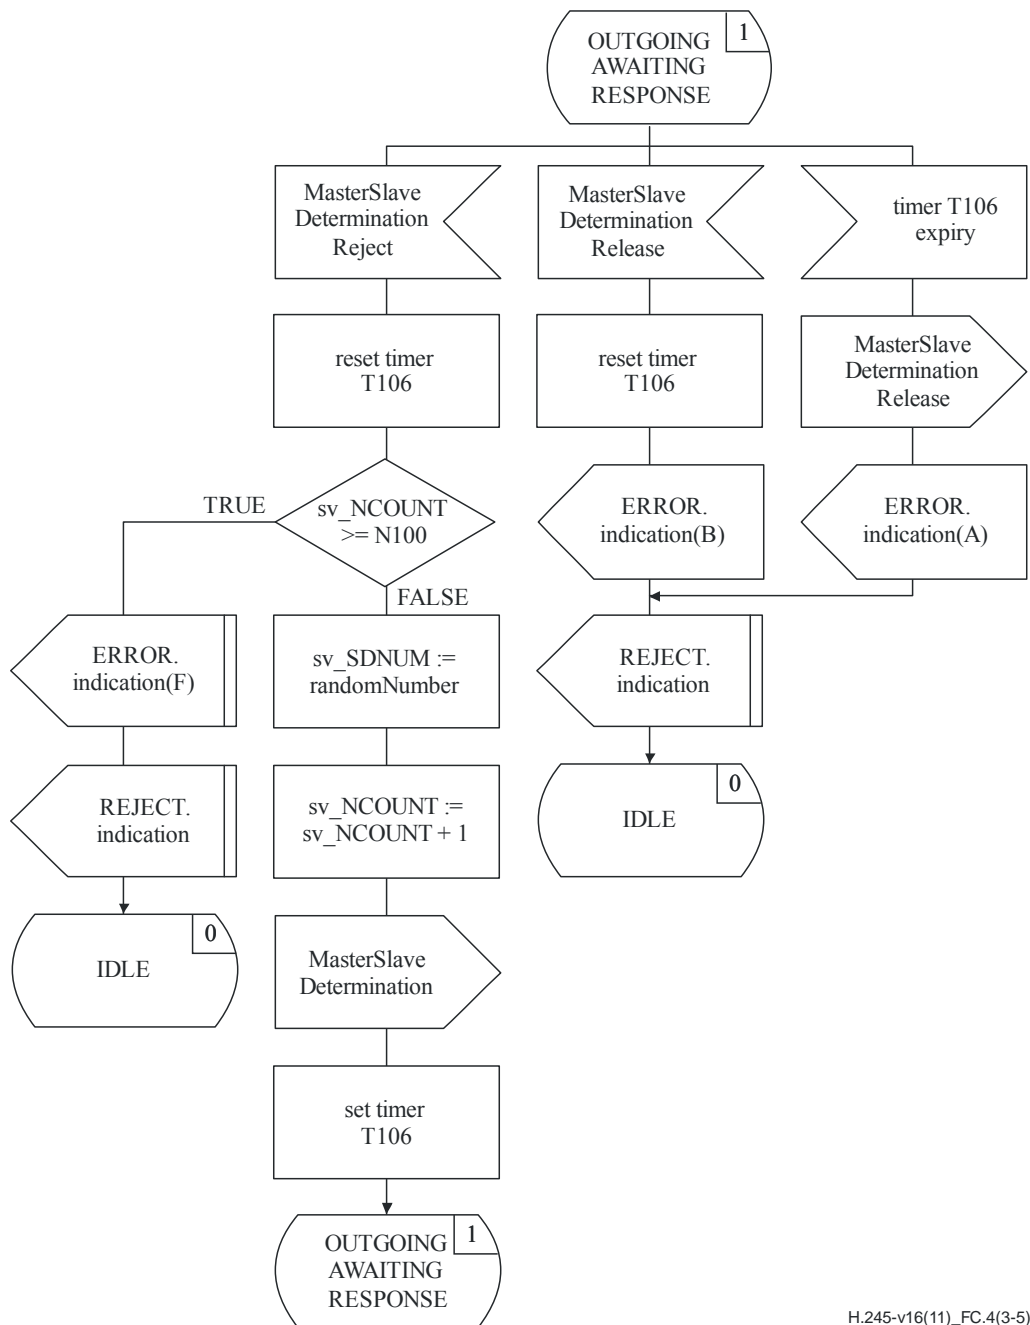 OUTGOING
AWAITING
RESPONSE
1
MasterSlave
Determination
Reject
MasterSlave
Determination
Release
timer T106
expiry
reset timer
T106
reset timer
T106
MasterSlave
Determination
Release
TRUE
sv_NCOUNT
>= N100
FALSE
ERROR.
indication(B)
ERROR.
indication(A)
ERROR.
indication(F)
sv_SDNUM :=
randomNumber
REJECT.
indication
REJECT.
indication
sv_NCOUNT :=
sv_NCOUNT + 1
IDLE
0
IDLE
0
MasterSlave
Determination
set timer
T106
OUTGOING
AWAITING
RESPONSE
1
H.245-v16(11)_FC.4(3-5)